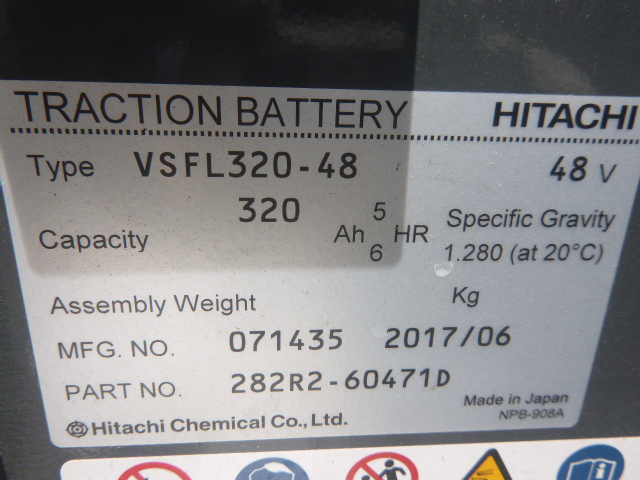 TRACTION BATTERY HITACHI
Type VSFL320-48 48 V
Capacity 320 Ah 5 6 HR Specific Gravity
1.280 (at 20°C)
Assembly Weight Kg
MFG. NO. 071435 2017/06
PART NO. 282R2-60471D
Made in Japan
Hitachi Chemical Co., Ltd. NPB-908A